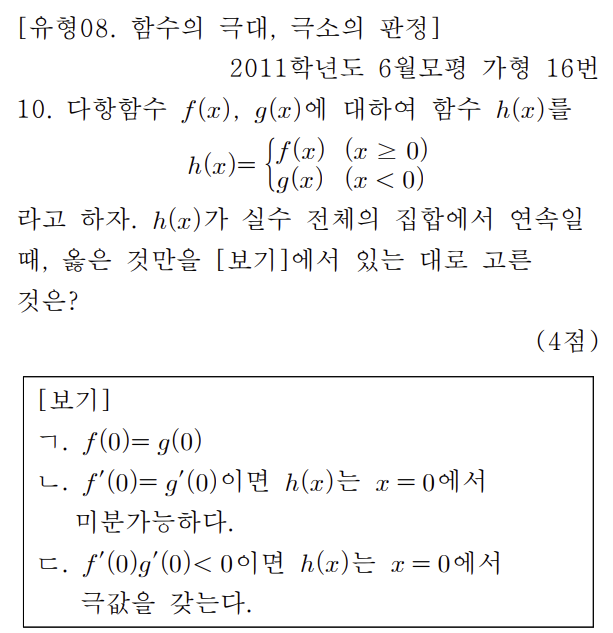 [유형08. 함수의 극대, 극소의 판정]
2011학년도 6월모평 가형 16번
10. 다항함수 f(x), g(x)에 대하여 함수 h(x)를
h(x)= { f(x) (x ≥ 0)
g(x) (x < 0)
라고 하자. h(x)가 실수 전체의 집합에서 연속일
때, 옳은 것만을 [보기]에서 있는 대로 고른
것은?
(4점)
[보기]
ㄱ. f(0)= g(0)
ㄴ. f′(0)= g′(0)이면 h(x)는 x = 0에서
미분가능하다.
ㄷ. f′(0)g′(0)< 0이면 h(x)는 x = 0에서
극값을 갖는다.